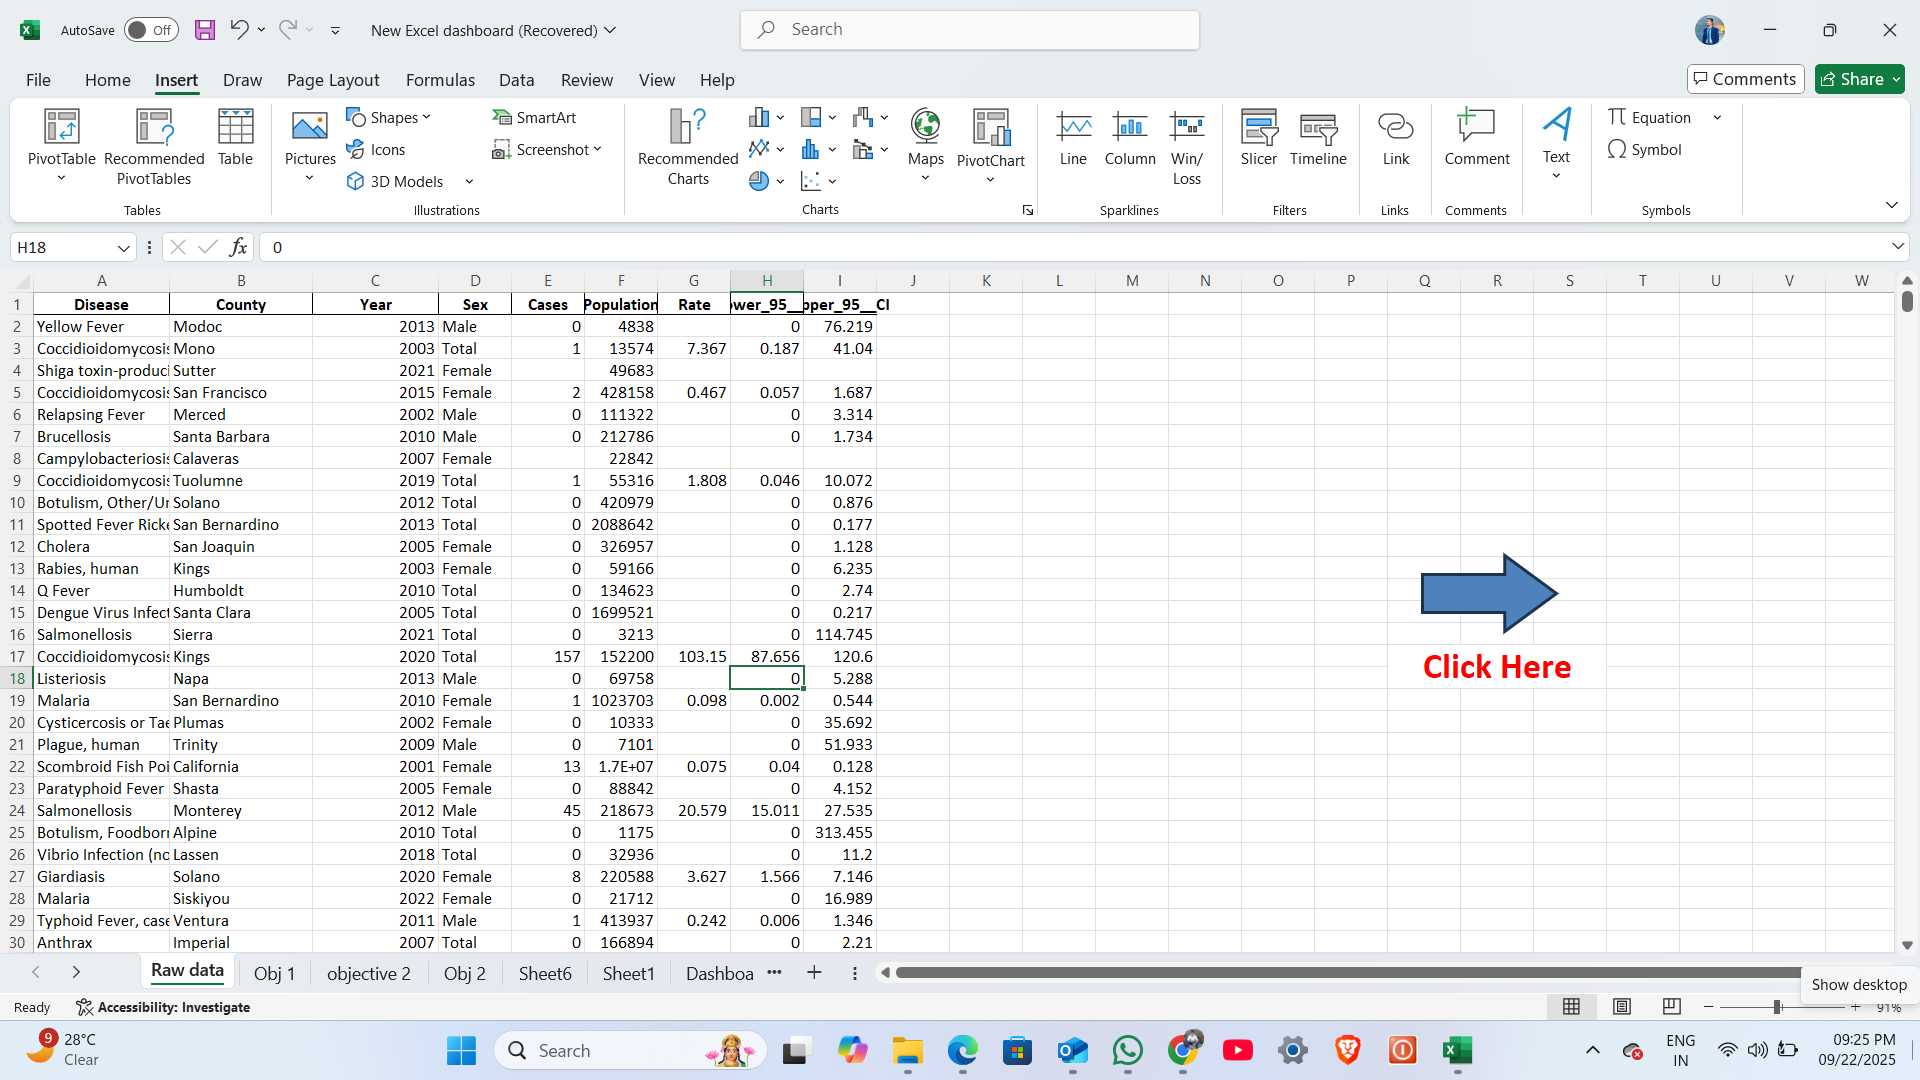 AutoSave Off New Excel dashboard (Recovered) Search
File Home Insert Draw Page Layout Formulas Data Review View Help Comments Share
PivotTable Recommended PivotTables Table
Tables
Pictures Shapes Icons 3D Models SmartArt Screenshot
Illustrations
Recommended Charts Maps PivotChart
Charts
Line Column Win/ Loss
Sparklines
Slicer Timeline
Filters
Link
Links
Comment
Comments
Text
Equation
Symbol
Symbols
H18 fx 0
A B C D E F G H I J K L M N O P Q R S T U V W
1 Disease County Year Sex Cases Population Rate ower_95__ pper_95__CI
2 Yellow Fever Modoc 2013 Male 0 4838 0 76.219
3 Coccidioidomycosis Mono 2003 Total 1 13574 7.367 0.187 41.04
4 Shiga toxin-produci Sutter 2021 Female 49683
5 Coccidioidomycosis San Francisco 2015 Female 2 428158 0.467 0.057 1.687
6 Relapsing Fever Merced 2002 Male 0 111322 0 3.314
7 Brucellosis Santa Barbara 2010 Male 0 212786 0 1.734
8 Campylobacteriosis Calaveras 2007 Female 22842
9 Coccidioidomycosis Tuolumne 2019 Total 1 55316 1.808 0.046 10.072
10 Botulism, Other/Ur Solano 2012 Total 0 420979 0 0.876
11 Spotted Fever Ricke San Bernardino 2013 Total 0 2088642 0 0.177
12 Cholera San Joaquin 2005 Female 0 326957 0 1.128
13 Rabies, human Kings 2003 Female 0 59166 0 6.235
14 Q Fever Humboldt 2010 Total 0 134623 0 2.74
15 Dengue Virus Infect Santa Clara 2005 Total 0 1699521 0 0.217
16 Salmonellosis Sierra 2021 Total 0 3213 0 114.745
17 Coccidioidomycosis Kings 2020 Total 157 152200 103.15 87.656 120.6
18 Listeriosis Napa 2013 Male 0 69758 0 5.288
19 Malaria San Bernardino 2010 Female 1 1023703 0.098 0.002 0.544
20 Cysticercosis or Tae Plumas 2002 Female 0 10333 0 35.692
21 Plague, human Trinity 2009 Male 0 7101 0 51.933
22 Scombroid Fish Poi California 2001 Female 13 1.7E+07 0.075 0.04 0.128
23 Paratyphoid Fever Shasta 2005 Female 0 88842 0 4.152
24 Salmonellosis Monterey 2012 Male 45 218673 20.579 15.011 27.535
25 Botulism, Foodborn Alpine 2010 Total 0 1175 0 313.455
26 Vibrio Infection (no Lassen 2018 Total 0 32936 0 11.2
27 Giardiasis Solano 2020 Female 8 220588 3.627 1.566 7.146
28 Malaria Siskiyou 2022 Female 0 21712 0 16.989
29 Typhoid Fever, case Ventura 2011 Male 1 413937 0.242 0.006 1.346
30 Anthrax Imperial 2007 Total 0 166894 0 2.21
Click Here
Raw data Obj 1 objective 2 Obj 2 Sheet6 Sheet1 Dashboa
Show desktop
Ready Accessibility: Investigate 91%
9 28°C
Clear
Search
ENG
IN
09:25 PM
09/22/2025